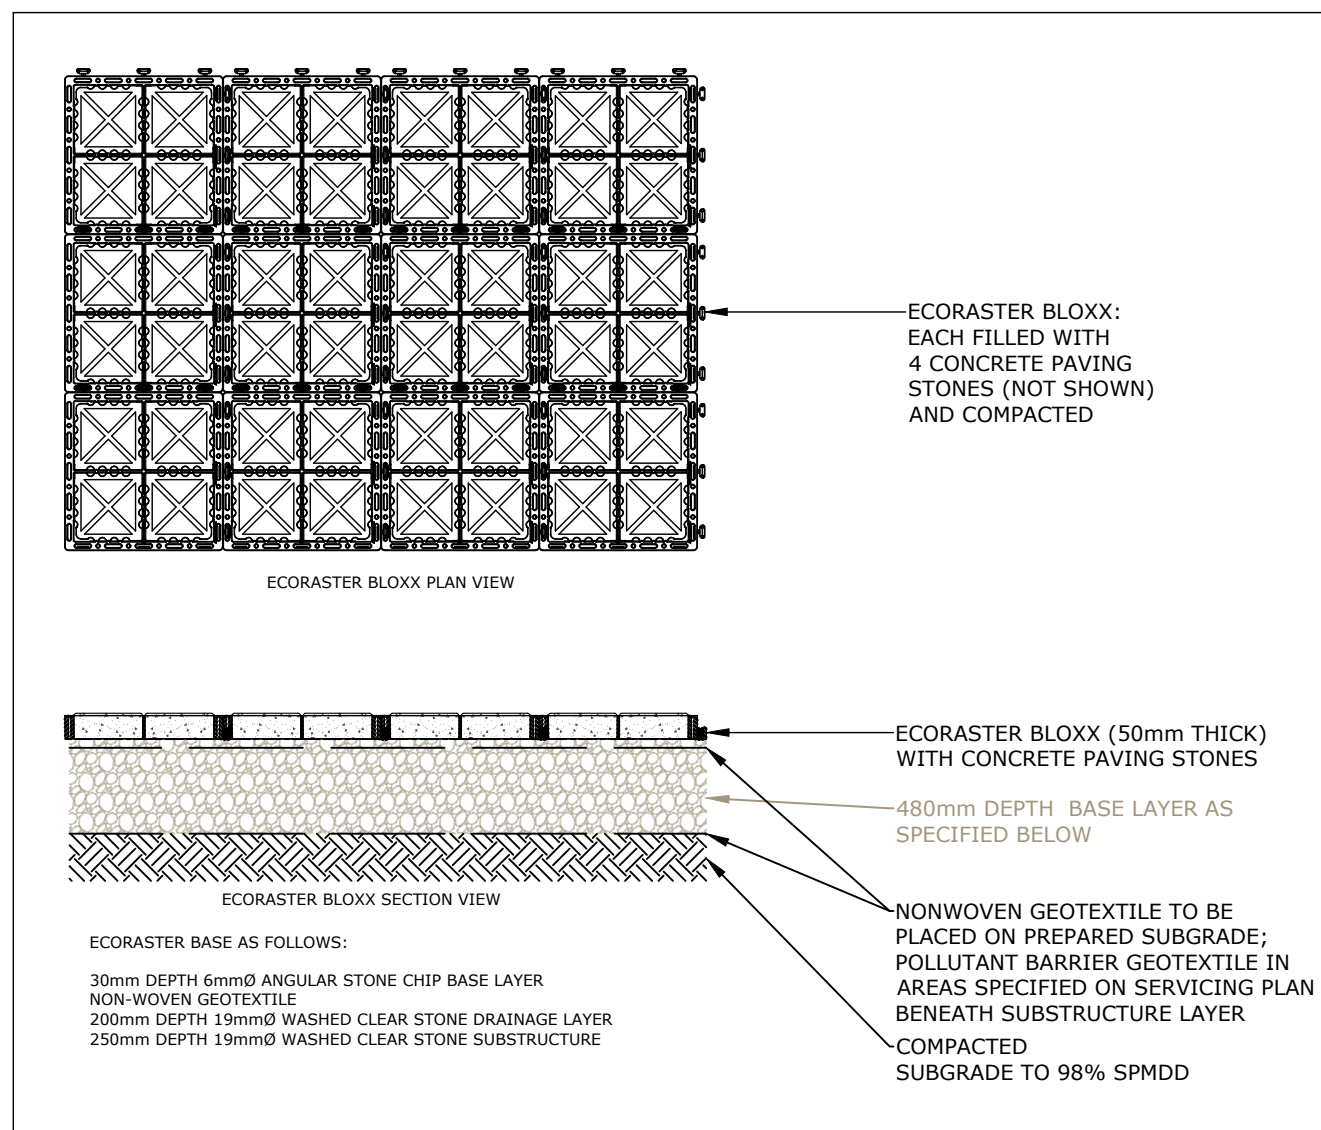 ECORASTER BLOXX:
EACH FILLED WITH
4 CONCRETE PAVING
STONES (NOT SHOWN)
AND COMPACTED
ECORASTER BLOXX PLAN VIEW
ECORASTER BLOXX (50mm THICK)
WITH CONCRETE PAVING STONES
480mm DEPTH  BASE LAYER AS
SPECIFIED BELOW
ECORASTER BLOXX SECTION VIEW
NONWOVEN GEOTEXTILE TO BE
PLACED ON PREPARED SUBGRADE;
POLLUTANT BARRIER GEOTEXTILE IN
AREAS SPECIFIED ON SERVICING PLAN
BENEATH SUBSTRUCTURE LAYER
COMPACTED
SUBGRADE TO 98% SPMDD
ECORASTER BASE AS FOLLOWS:
30mm DEPTH 6mmØ ANGULAR STONE CHIP BASE LAYER
NON-WOVEN GEOTEXTILE
200mm DEPTH 19mmØ WASHED CLEAR STONE DRAINAGE LAYER
250mm DEPTH 19mmØ WASHED CLEAR STONE SUBSTRUCTURE